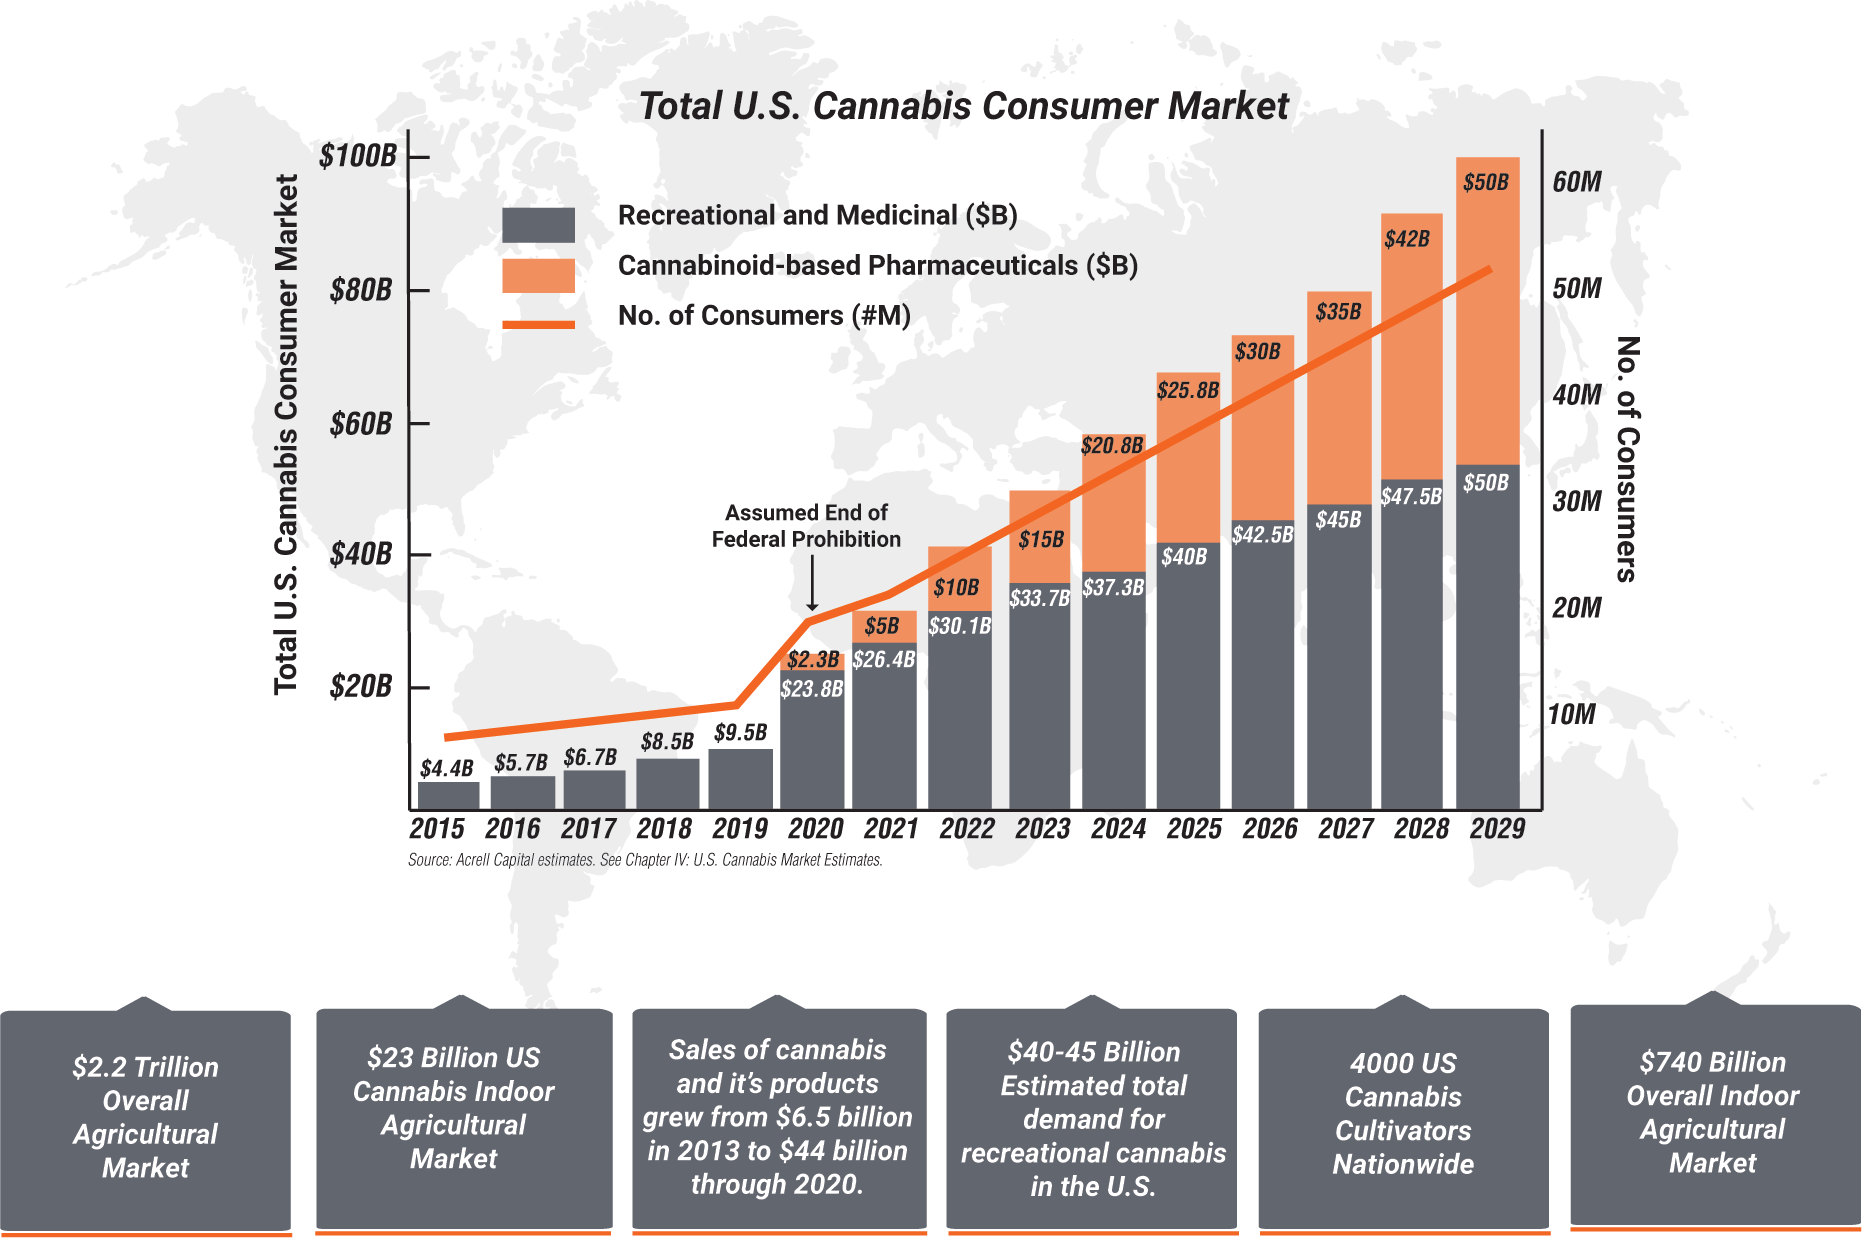 Total U.S. Cannabis Consumer Market
Total U.S. Cannabis Consumer Market
$100B
$80B
$60B
$40B
$20B
Recreational and Medicinal ($B)
Cannabinoid-based Pharmaceuticals ($B)
No. of Consumers (#M)
Assumed End of
Federal Prohibition
$4.4B
$5.7B
$6.7B
$8.5B
$9.5B
$2.3B
$23.8B
$5B
$26.4B
$10B
$30.1B
$15B
$33.7B
$20.8B
$37.3B
$25.8B
$40B
$30B
$42.5B
$35B
$45B
$42B
$47.5B
$50B
$50B
60M
50M
40M
30M
20M
10M
No. of Consumers
2015 2016 2017 2018 2019 2020 2021 2022 2023 2024 2025 2026 2027 2028 2029
Source: Acrell Capital estimates. See Chapter IV: U.S. Cannabis Market Estimates.
$2.2 Trillion
Overall
Agricultural
Market
$23 Billion US
Cannabis Indoor
Agricultural
Market
Sales of cannabis
and it's products
grew from $6.5 billion
in 2013 to $44 billion
through 2020.
$40-45 Billion
Estimated total
demand for
recreational cannabis
in the U.S.
4000 US
Cannabis
Cultivators
Nationwide
$740 Billion
Overall Indoor
Agricultural
Market